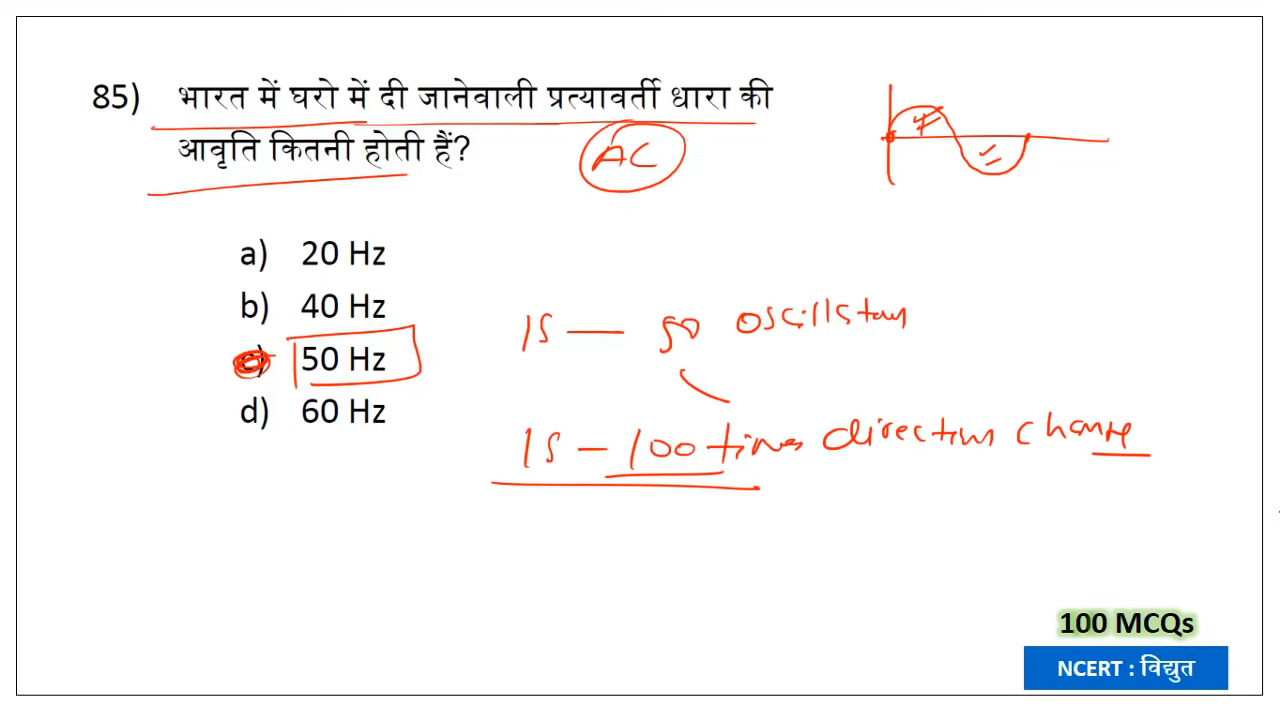 85) भारत में घरो में दी जानेवाली प्रत्यावर्ती धारा की
आवृति कितनी होती हैं?
AC
a) 20 Hz
b) 40 Hz
c) 50 Hz
d) 60 Hz
1S — 50
1S – 100 times direction change
100 MCQs
NCERT : विद्युत